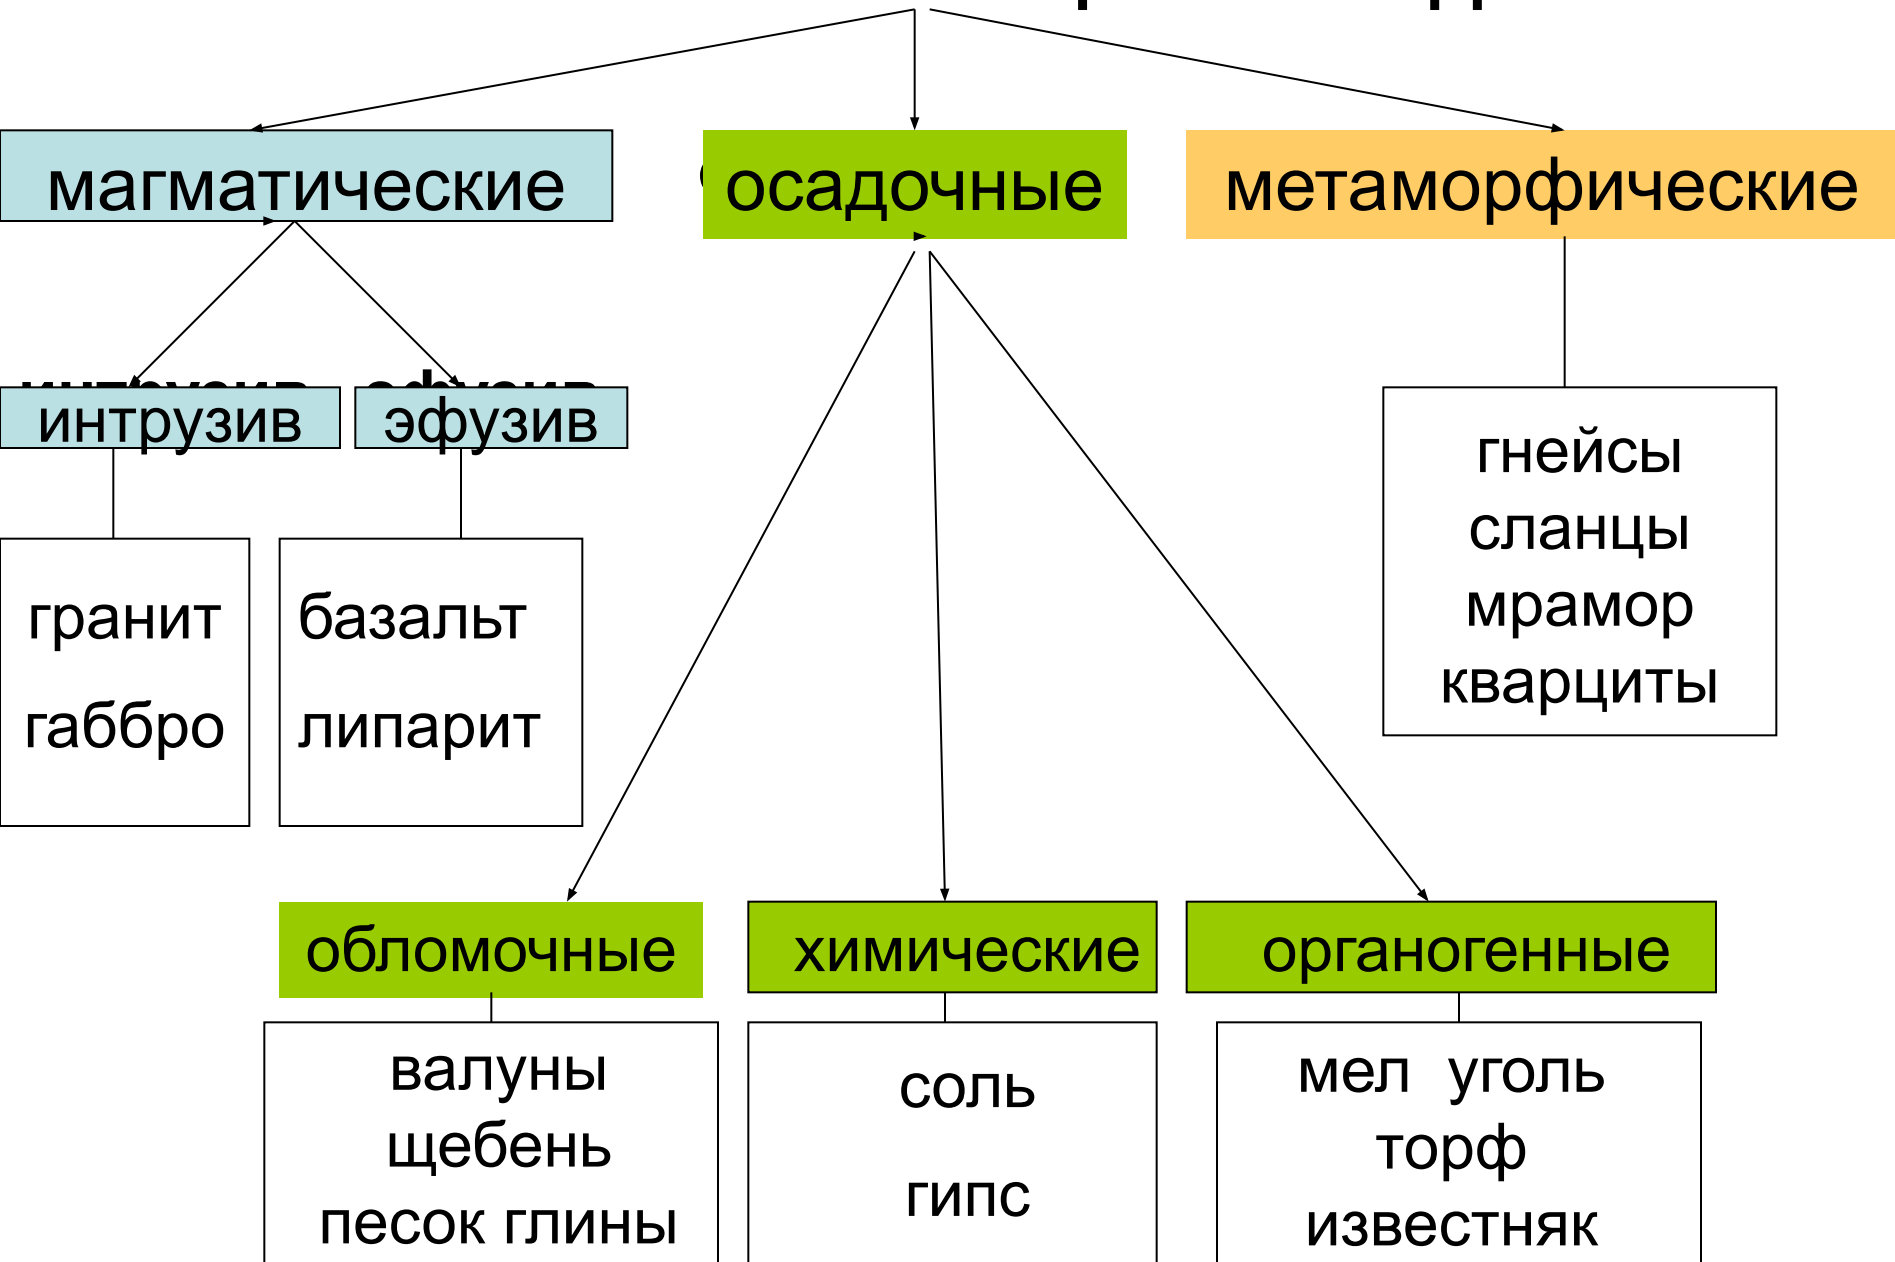 магматические
осадочные
метаморфические
интрузив
эфузив
гранит
габбро
базальт
липарит
гнейсы
сланцы
мрамор
кварциты
обломочные
химические
органогенные
валуны
щебень
песок глины
соль
гипс
мел уголь
торф
известняк